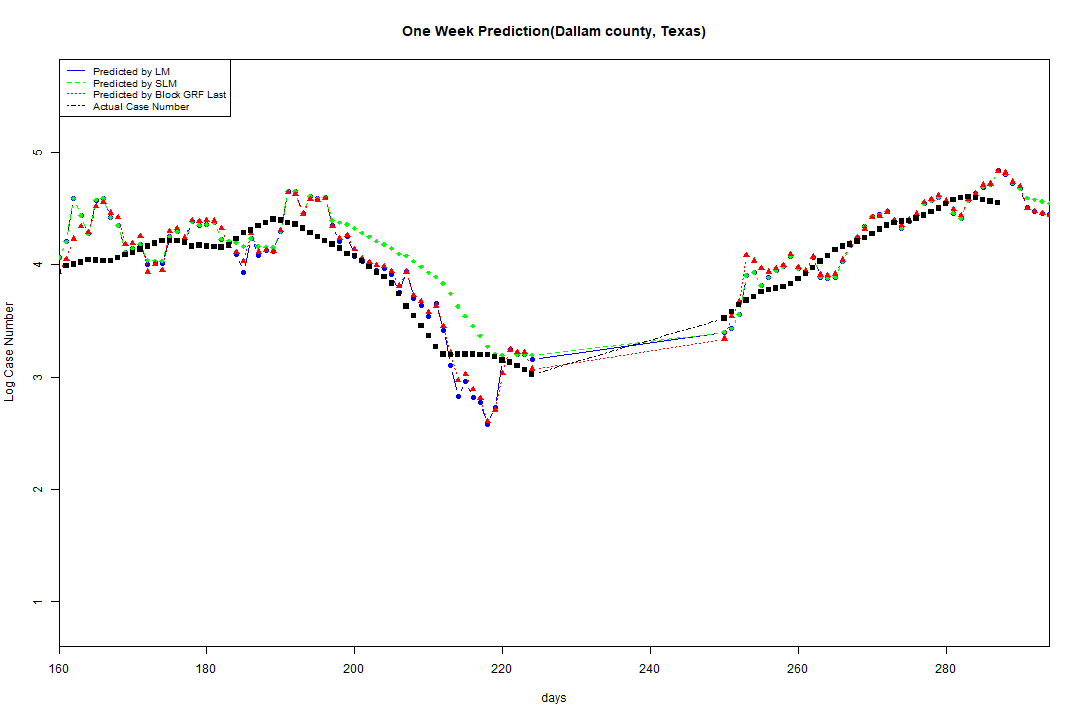 One Week Prediction(Dallam county, Texas)
Predicted by LM
Predicted by SLM
Predicted by Block GRF Last
Actual Case Number
5
4
3
2
1
Log Case Number
160 180 200 220 240 260 280
days